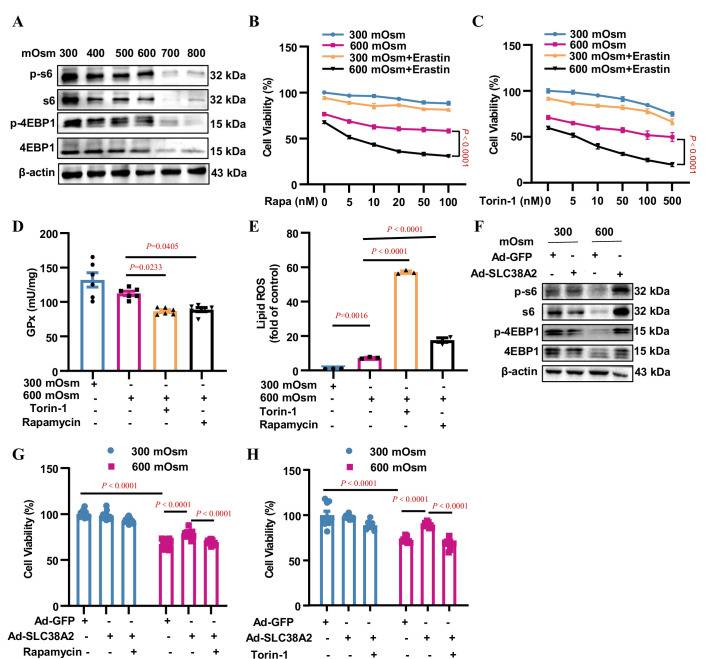 A
mOsm 300 400 500 600 700 800
p-s6 32 kDa
s6 32 kDa
p-4EBP1 15 kDa
4EBP1 15 kDa
β-actin 43 kDa
B
300 mOsm
600 mOsm
300 mOsm+Erastin
600 mOsm+Erastin
Cell Viability (%)
150
100
50
0
P < 0.0001
0 5 10 20 50 100
Rapa (nM)
C
300 mOsm
600 mOsm
300 mOsm+Erastin
600 mOsm+Erastin
Cell Viability (%)
150
100
50
0
P < 0.0001
0 5 10 50 100 500
Torin-1 (nM)
D
GPx (mU/mg)
200
150
100
50
0
P=0.0405
P=0.0233
300 mOsm + - - -
600 mOsm - + + +
Torin-1 - - + -
Rapamycin - - - +
E
Lipid ROS
(fold of control)
80
60
40
20
0
P < 0.0001
P < 0.0001
P=0.0016
300 mOsm + - - -
600 mOsm - + + +
Torin-1 - - + -
Rapamycin - - - +
F
mOsm 300 600
Ad-GFP + - + -
Ad-SLC38A2 - + - +
p-s6 32 kDa
s6 32 kDa
p-4EBP1 15 kDa
4EBP1 15 kDa
β-actin 43 kDa
G
300 mOsm
600 mOsm
Cell Viability (%)
150
100
50
0
P < 0.0001
P < 0.0001
P < 0.0001
Ad-GFP + - - + - -
Ad-SLC38A2 - + + - + +
Rapamycin - - + - - +
H
300 mOsm
600 mOsm
Cell Viability (%)
150
100
50
0
P < 0.0001
P < 0.0001
P < 0.0001
Ad-GFP + - - + - -
Ad-SLC38A2 - + + - + +
Torin-1 - - + - - +